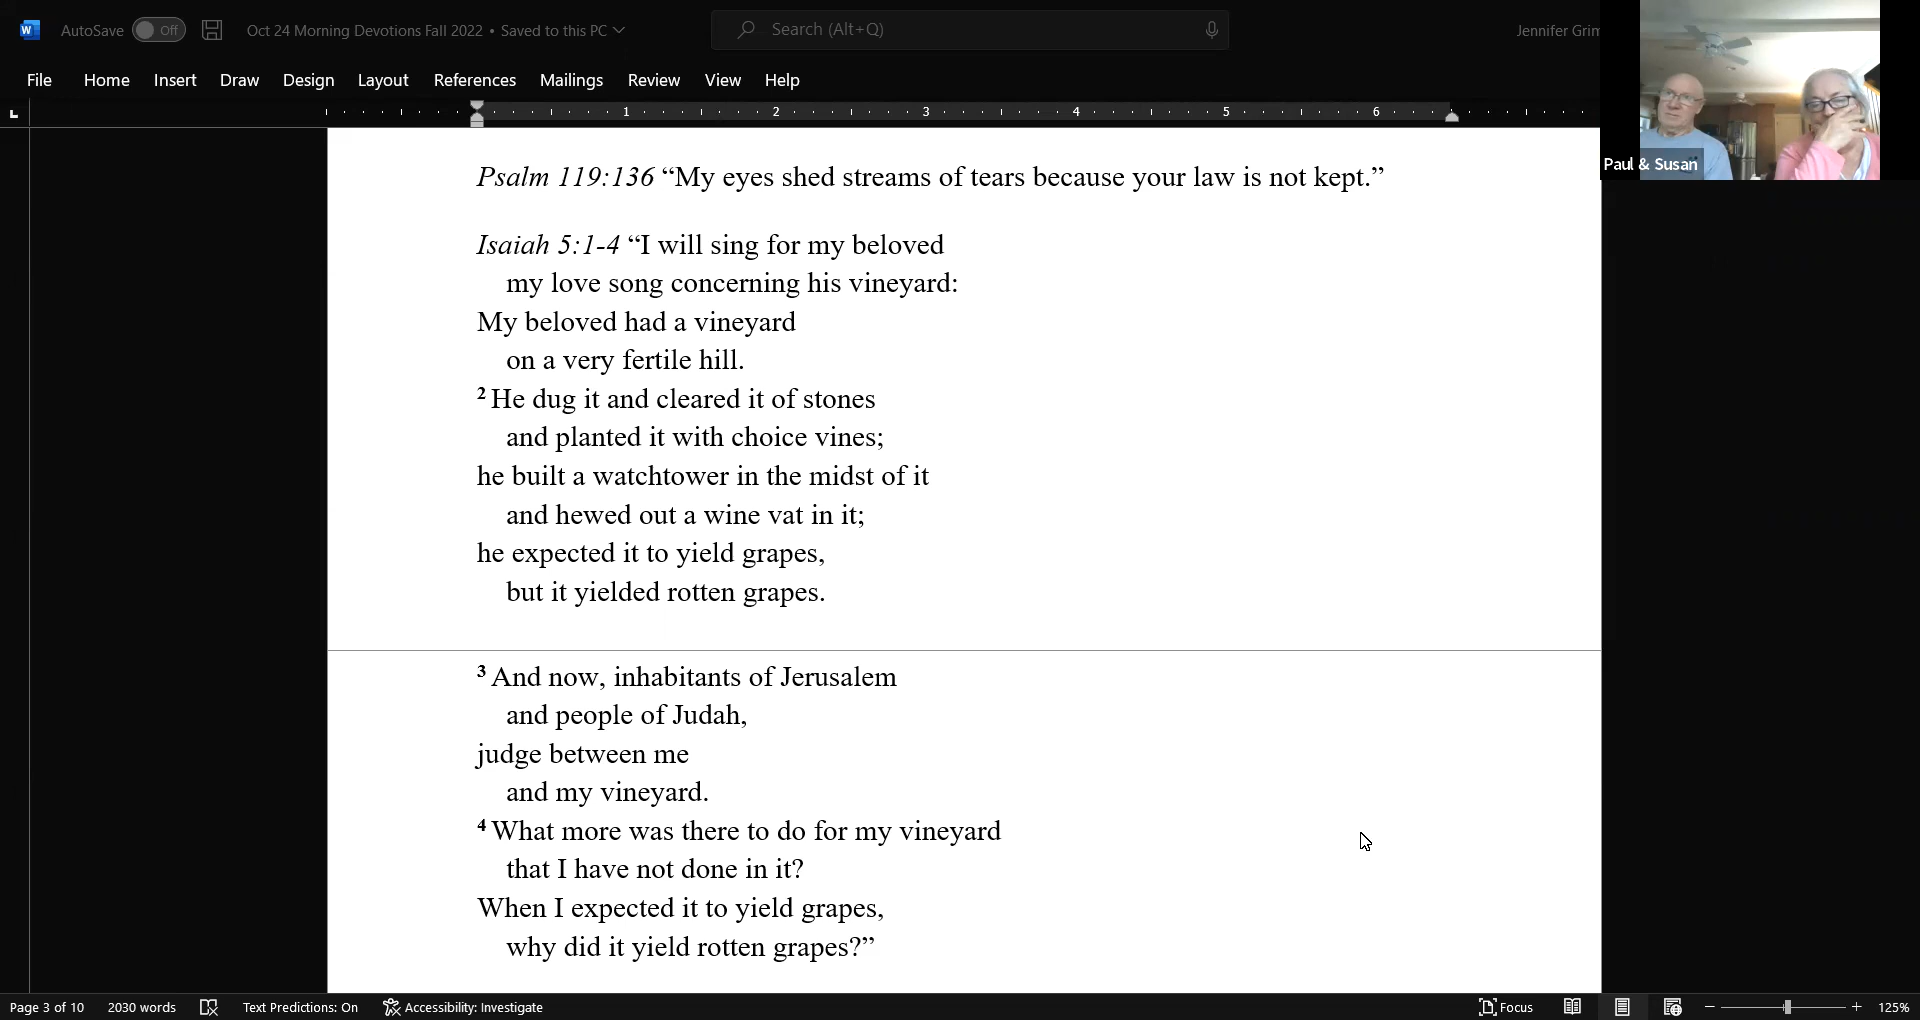 W AutoSave Off Oct 24 Morning Devotions Fall 2022 • Saved to this PC Search (Alt+Q) Jennifer Grim
File Home Insert Draw Design Layout References Mailings Review View Help
L 1 2 3 4 5 6
Paul & Susan
Psalm 119:136 “My eyes shed streams of tears because your law is not kept.”
Isaiah 5:1-4 “I will sing for my beloved
my love song concerning his vineyard:
My beloved had a vineyard
on a very fertile hill.
2 He dug it and cleared it of stones
and planted it with choice vines;
he built a watchtower in the midst of it
and hewed out a wine vat in it;
he expected it to yield grapes,
but it yielded rotten grapes.
3 And now, inhabitants of Jerusalem
and people of Judah,
judge between me
and my vineyard.
4 What more was there to do for my vineyard
that I have not done in it?
When I expected it to yield grapes,
why did it yield rotten grapes?”
Page 3 of 10 2030 words Text Predictions: On Accessibility: Investigate Focus 125%